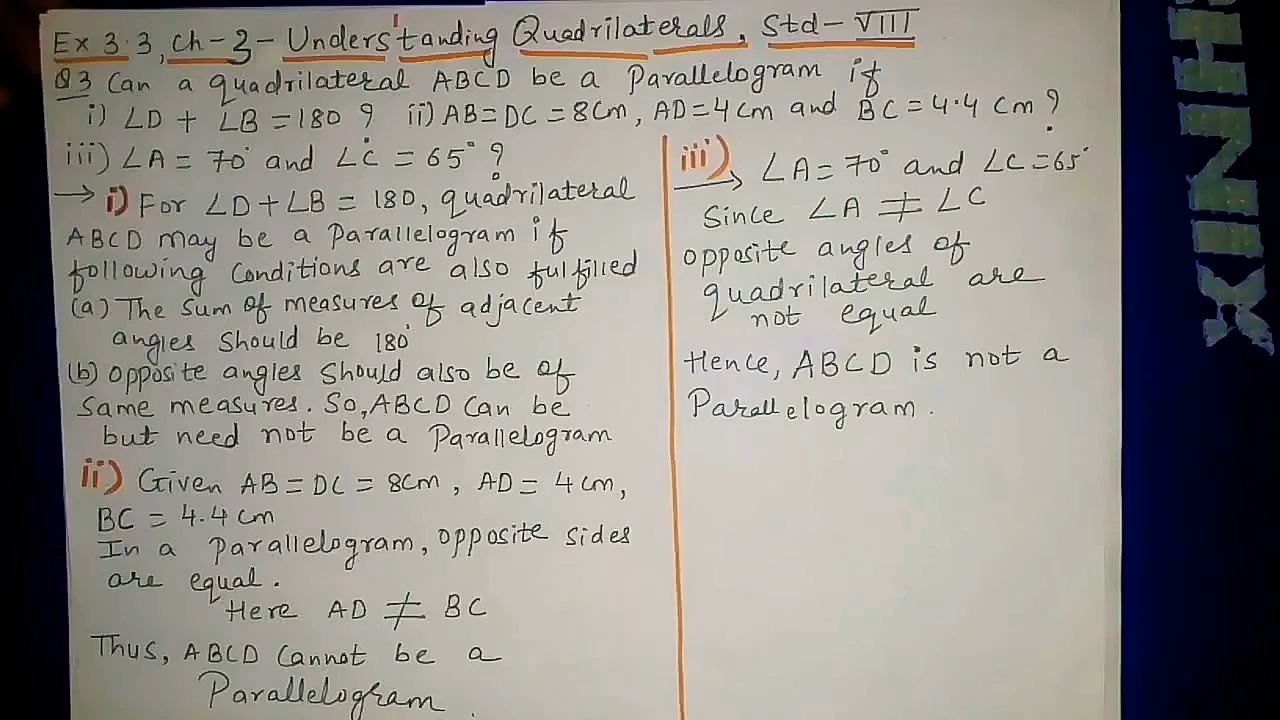 Ex 3.3, Ch-3- Understanding Quadrilaterals, Std- VIII
Q3 Can a quadrilateral ABCD be a Parallelogram if
i) ∠D + ∠B = 180 ? ii) AB = DC = 8cm, AD = 4cm and BC = 4.4 cm ?
iii) ∠A = 70° and ∠C = 65° ?
→ i) For ∠D + ∠B = 180, quadrilateral
ABCD may be a Parallelogram if
following Conditions are also fulfilled
(a) The sum of measures of adjacent
angles should be 180°
(b) opposite angles should also be of
same measures. So, ABCD can be
but need not be a Parallelogram
ii) Given AB = DC = 8cm, AD = 4cm,
BC = 4.4 cm
In a parallelogram, opposite sides
are equal.
Here AD ≠ BC
Thus, ABCD cannot be a
Parallelogram.
iii) ∠A = 70° and ∠C = 65°
→
Since ∠A ≠ ∠C
opposite angles of
quadrilateral are
not equal
Hence, ABCD is not a
Parallelogram.
THINK